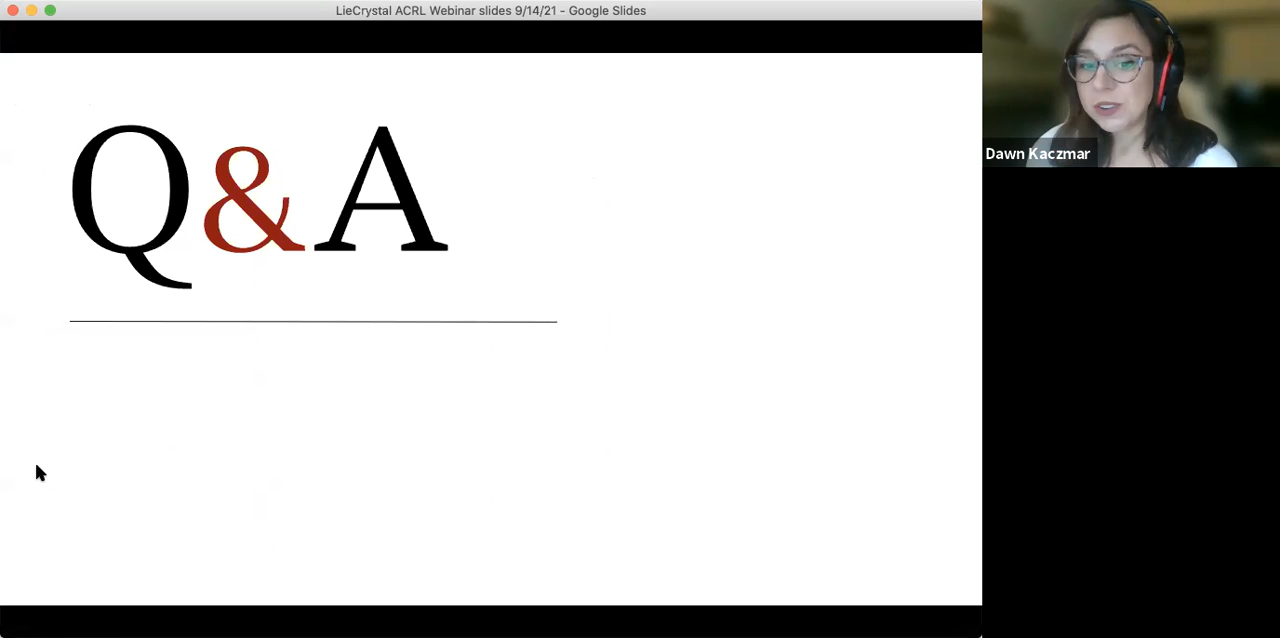 LieCrystal ACRL Webinar slides 9/14/21 - Google Slides
Q&A
Dawn Kaczmar